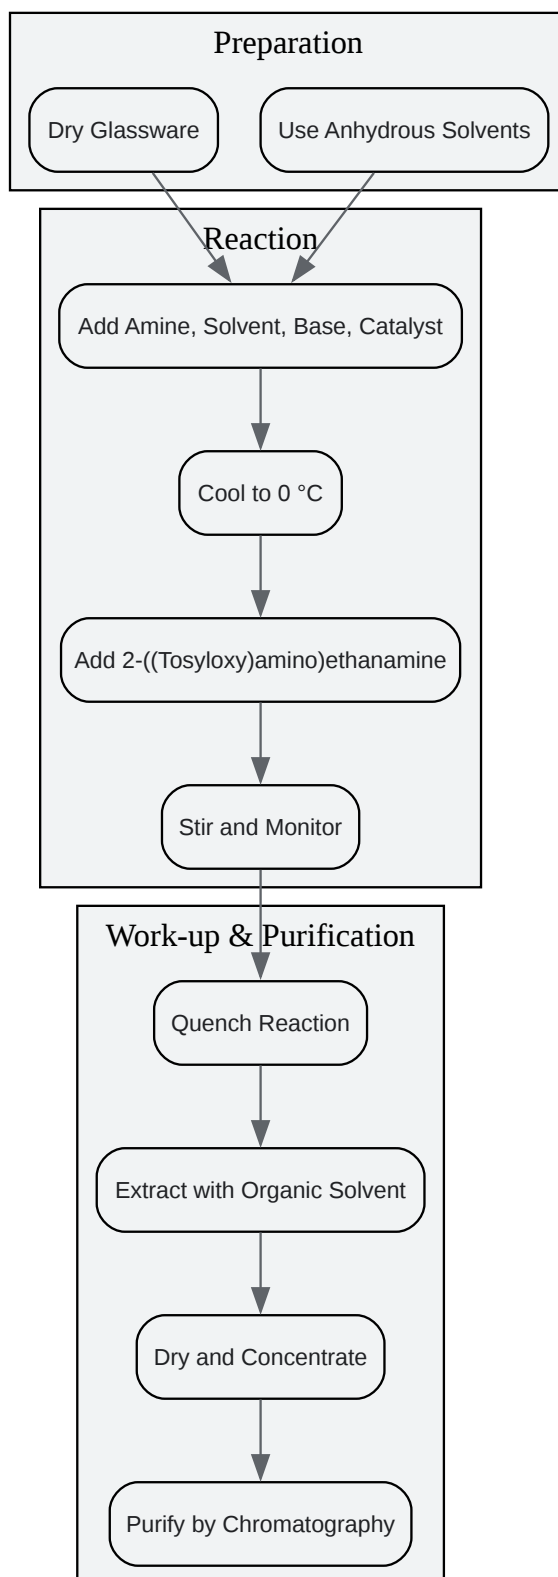 Preparation
Dry Glassware
Use Anhydrous Solvents
Reaction
Add Amine, Solvent, Base, Catalyst
Cool to 0 °C
Add 2-((Tosyloxy)amino)ethanamine
Stir and Monitor
Work-up & Purification
Quench Reaction
Extract with Organic Solvent
Dry and Concentrate
Purify by Chromatography